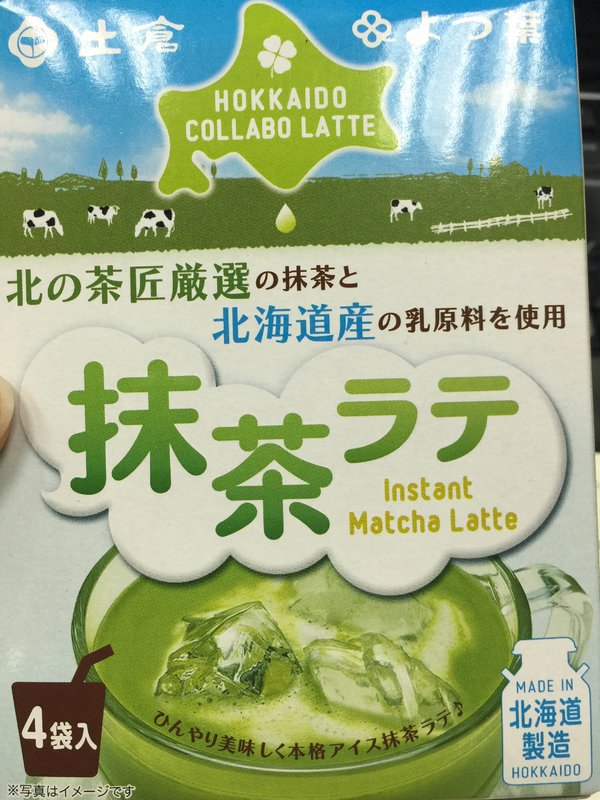 土倉
よつ葉
HOKKAIDO
COLLABO LATTE
北の茶匠厳選の抹茶と
北海道産の乳原料を使用
抹茶ラテ
Instant
Matcha Latte
ひんやり美味しく本格アイス抹茶ラテ♪
4袋入
MADE IN
北海道
製造
HOKKAIDO
※写真はイメージです